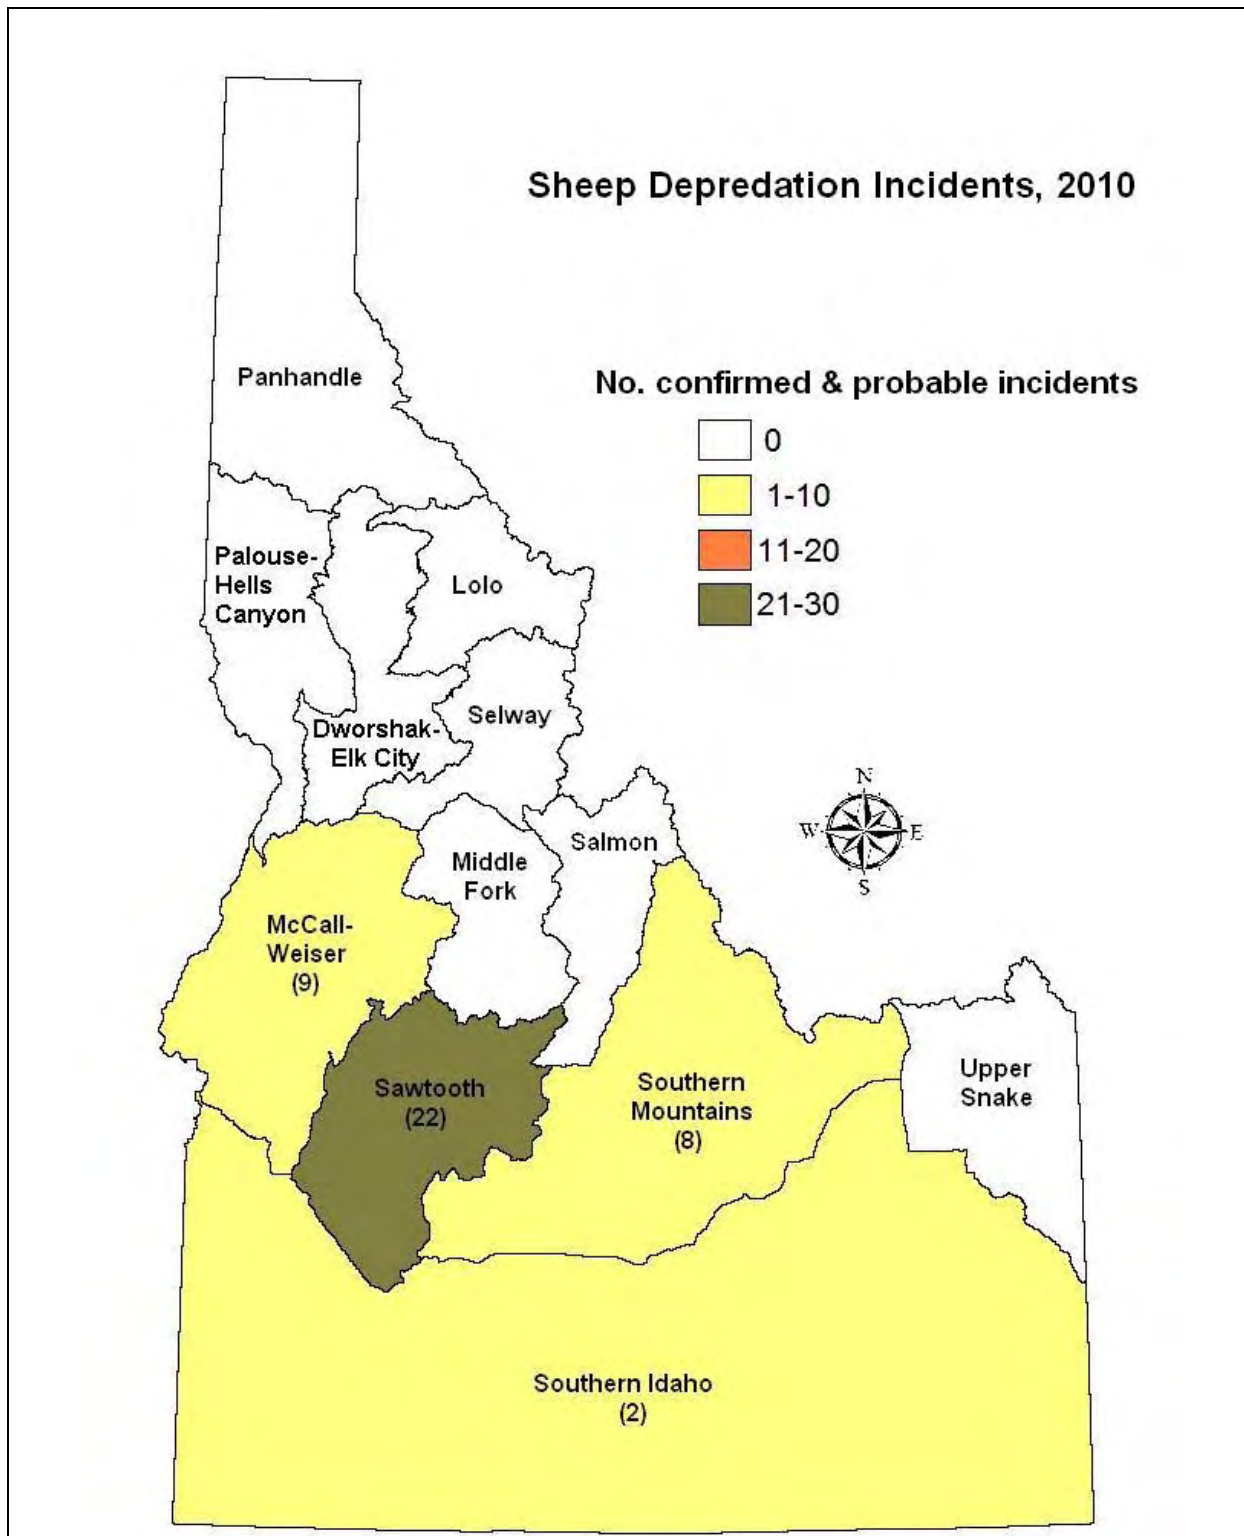 Sheep Depredation Incidents, 2010
No. confirmed & probable incidents
0
1-10
11-20
21-30
Panhandle
Palouse-
Hells
Canyon
Lolo
Dworshak-
Elk City
Selway
N
W
E
S
Salmon
Middle
Fork
McCall-
Weiser
(9)
Sawtooth
(22)
Southern
Mountains
(8)
Upper
Snake
Southern Idaho
(2)